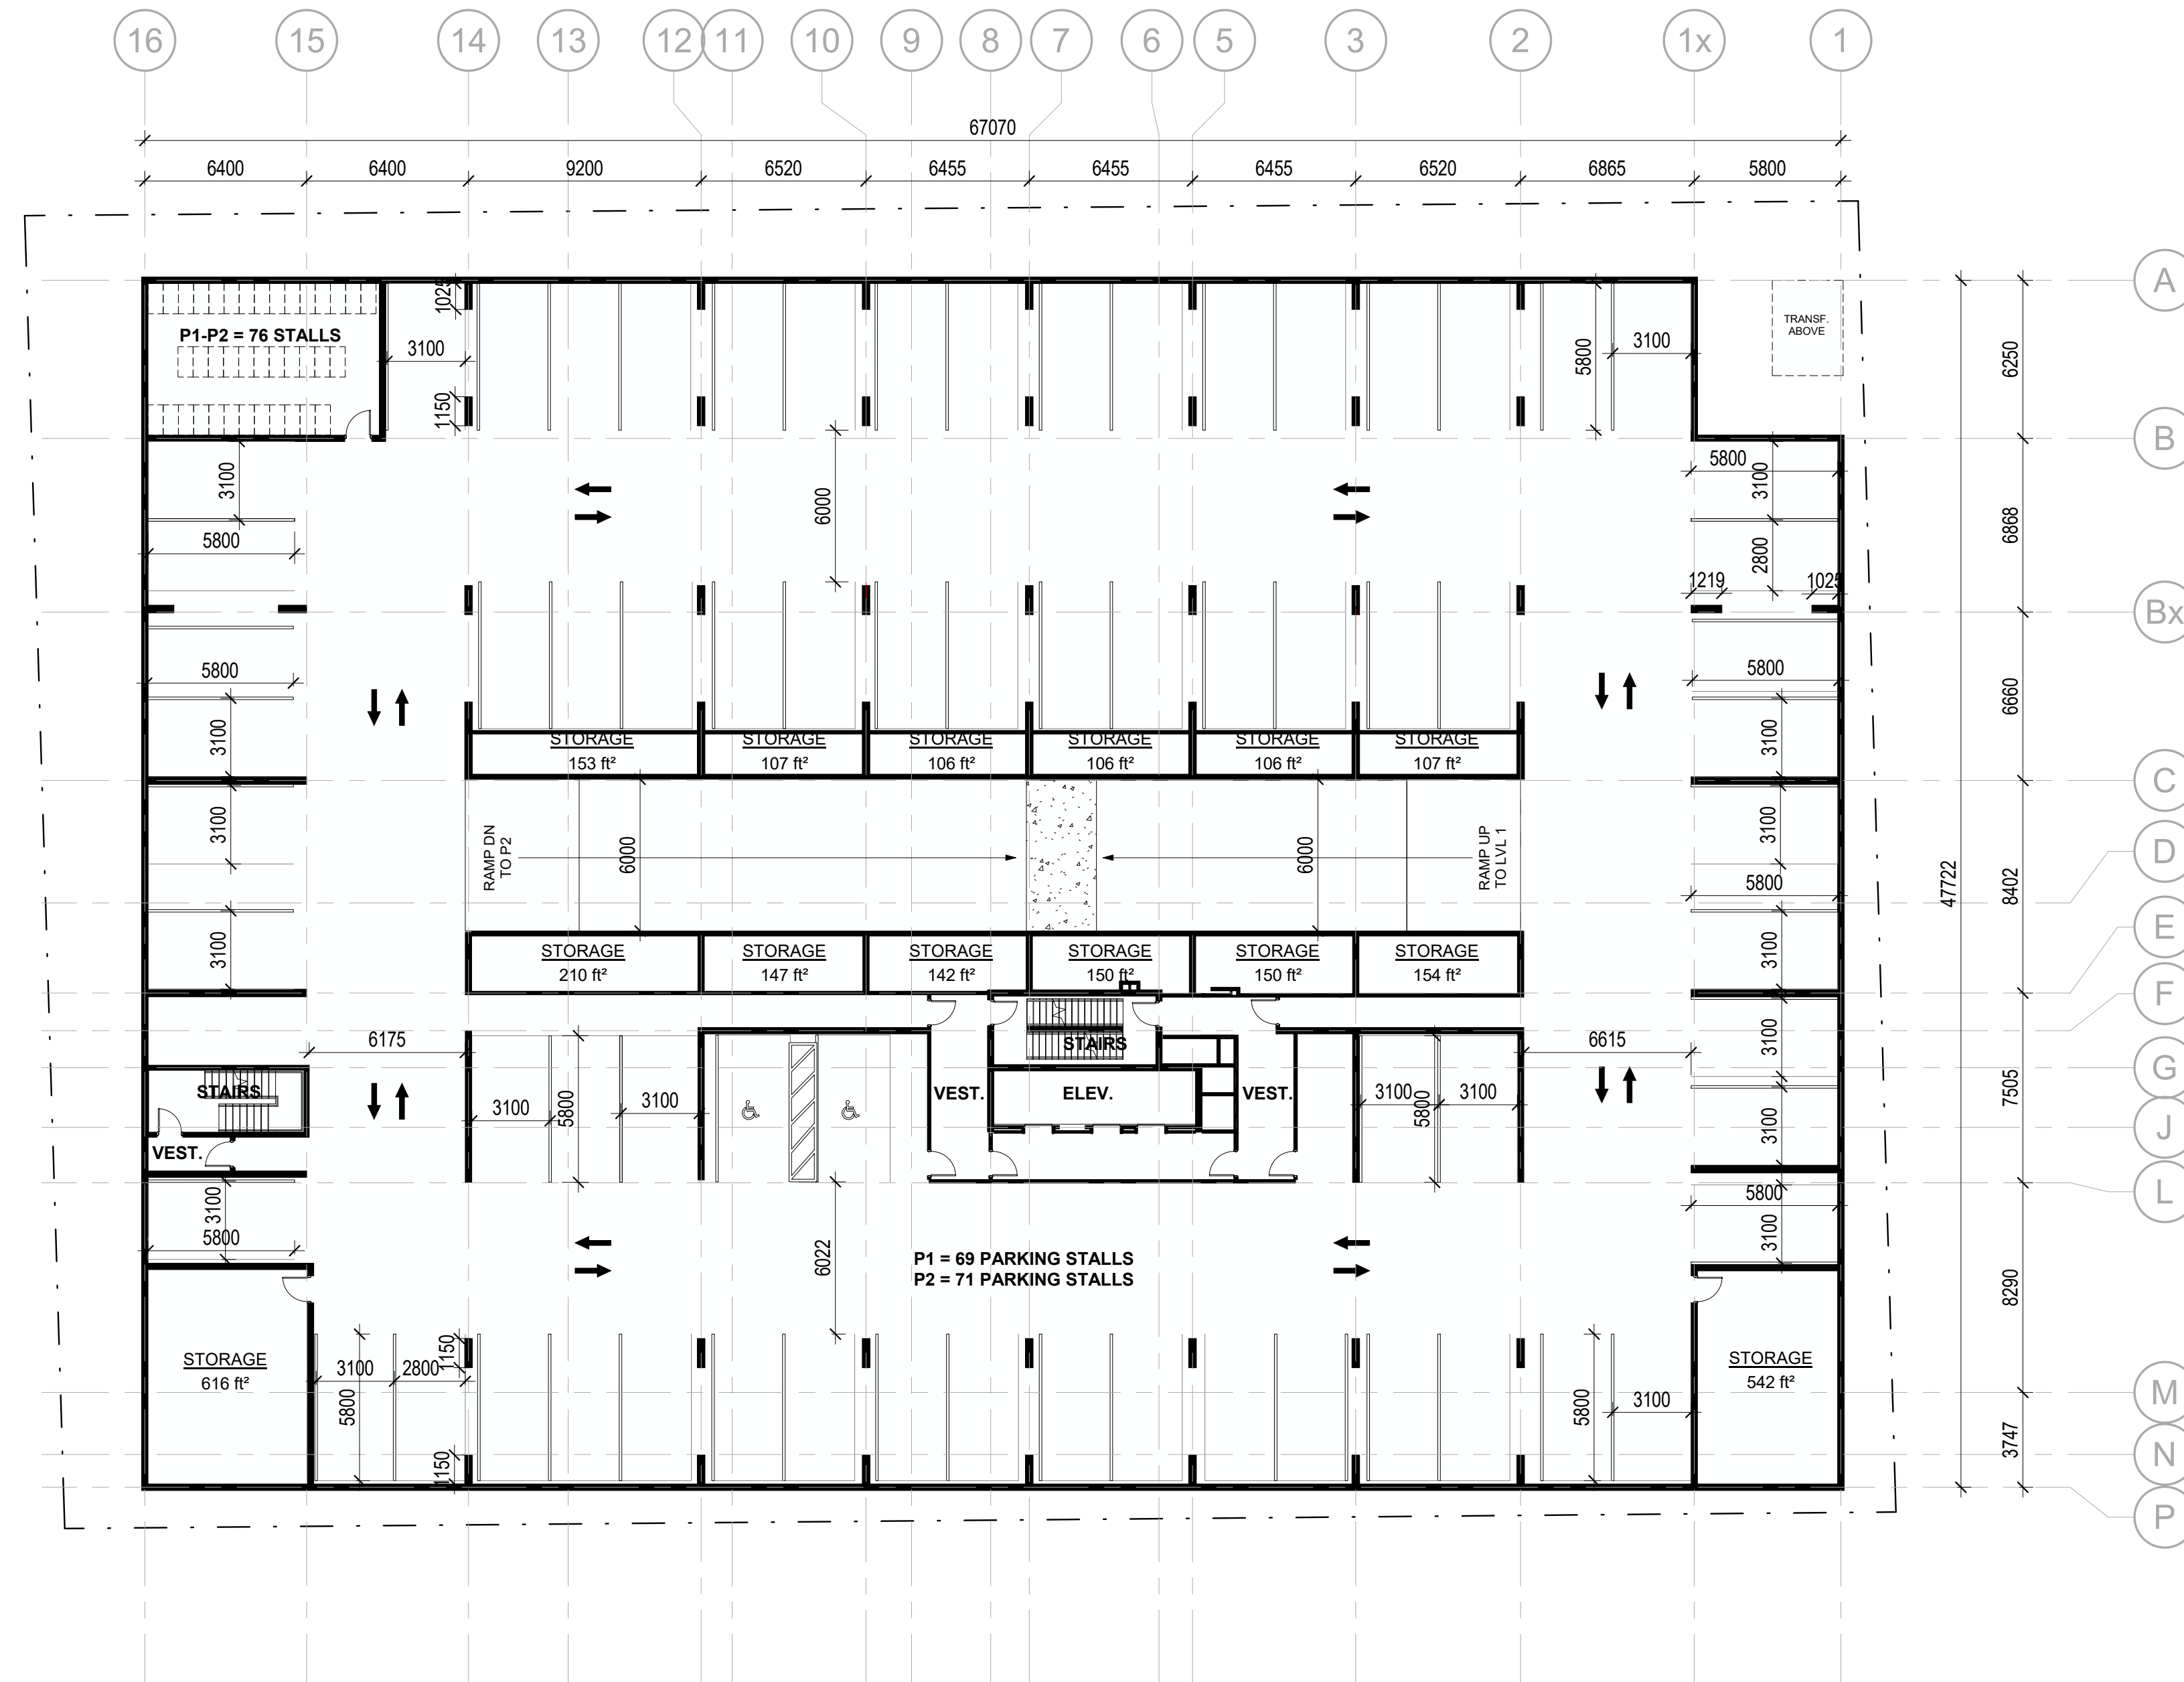 16 15 14 13 12 11 10 9 8 7 6 5 3 2 1x 1
67070
6400 6400 9200 6520 6455 6455 6455 6520 6865 5800
A
TRANSF.
ABOVE
P1-P2 = 76 STALLS
1025
3100
5800
3100
6250
1150
B
3100
5800
6000
5800
3100
2800
6868
1219
1025
Bx
5800
3100
5800
3100
6660
STORAGE
153 ft²
STORAGE
107 ft²
STORAGE
106 ft²
STORAGE
106 ft²
STORAGE
106 ft²
STORAGE
107 ft²
C
3100
3100
RAMP DN
TO P2
6000
6000
RAMP UP
TO LVL 1
3100
5800
3100
47722
8402
D
E
STORAGE
210 ft²
STORAGE
147 ft²
STORAGE
142 ft²
STORAGE
150 ft²
STORAGE
150 ft²
STORAGE
154 ft²
F
6175
STAIRS
6615
3100
G
STAIRS
VEST.
ELEV.
VEST.
3100
5800
3100
3100
5800
3100
7505
3100
J
VEST.
L
3100
5800
5800
3100
6022
P1 = 69 PARKING STALLS
P2 = 71 PARKING STALLS
8290
STORAGE
616 ft²
3100
2800
1150
5800
1150
5800
3100
STORAGE
542 ft²
M
3747
N
P